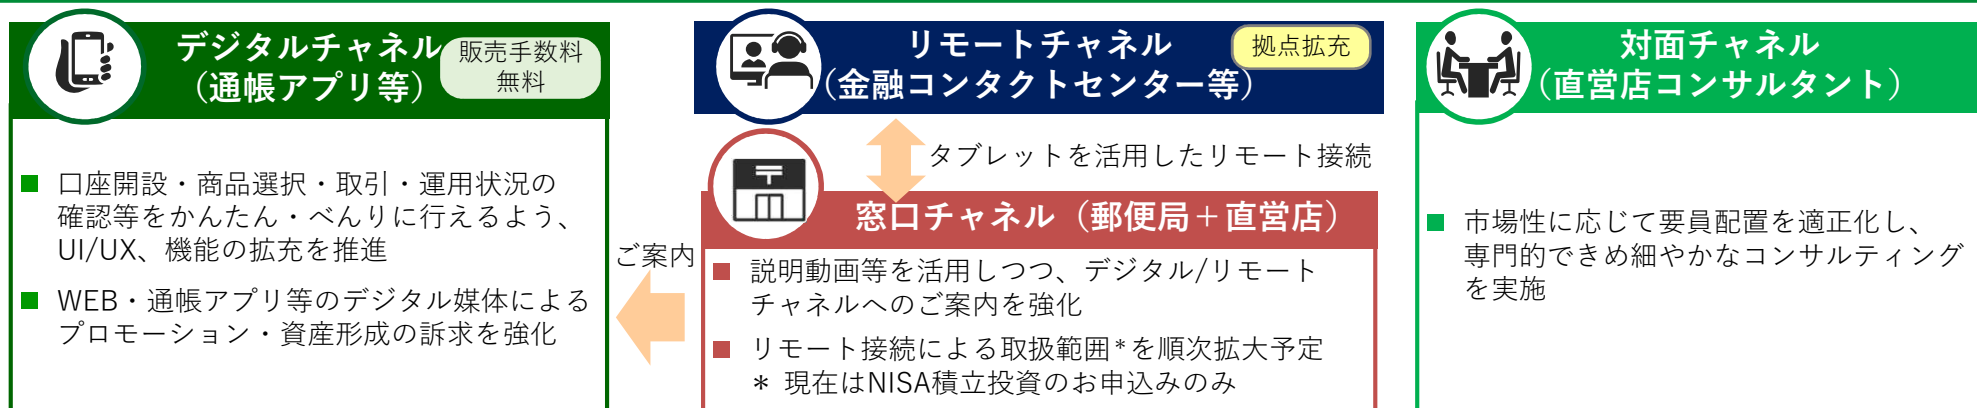 デジタルチャネル
（通帳アプリ等）
販売手数料
無料
口座開設・商品選択・取引・運用状況の
確認等をかんたん・べんりに行えるよう、
UI/UX、機能の拡充を推進
WEB・通帳アプリ等のデジタル媒体による
プロモーション・資産形成の訴求を強化
ご案内
リモートチャネル
（金融コンタクトセンター等）
拠点拡充
タブレットを活用したリモート接続
窓口チャネル（郵便局＋直営店）
説明動画等を活用しつつ、デジタル/リモート
チャネルへのご案内を強化
リモート接続による取扱範囲*を順次拡大予定
＊ 現在はNISA積立投資のお申込みのみ
対面チャネル
（直営店コンサルタント）
市場性に応じて要員配置を適正化し、
専門的できめ細やかなコンサルティング
を実施